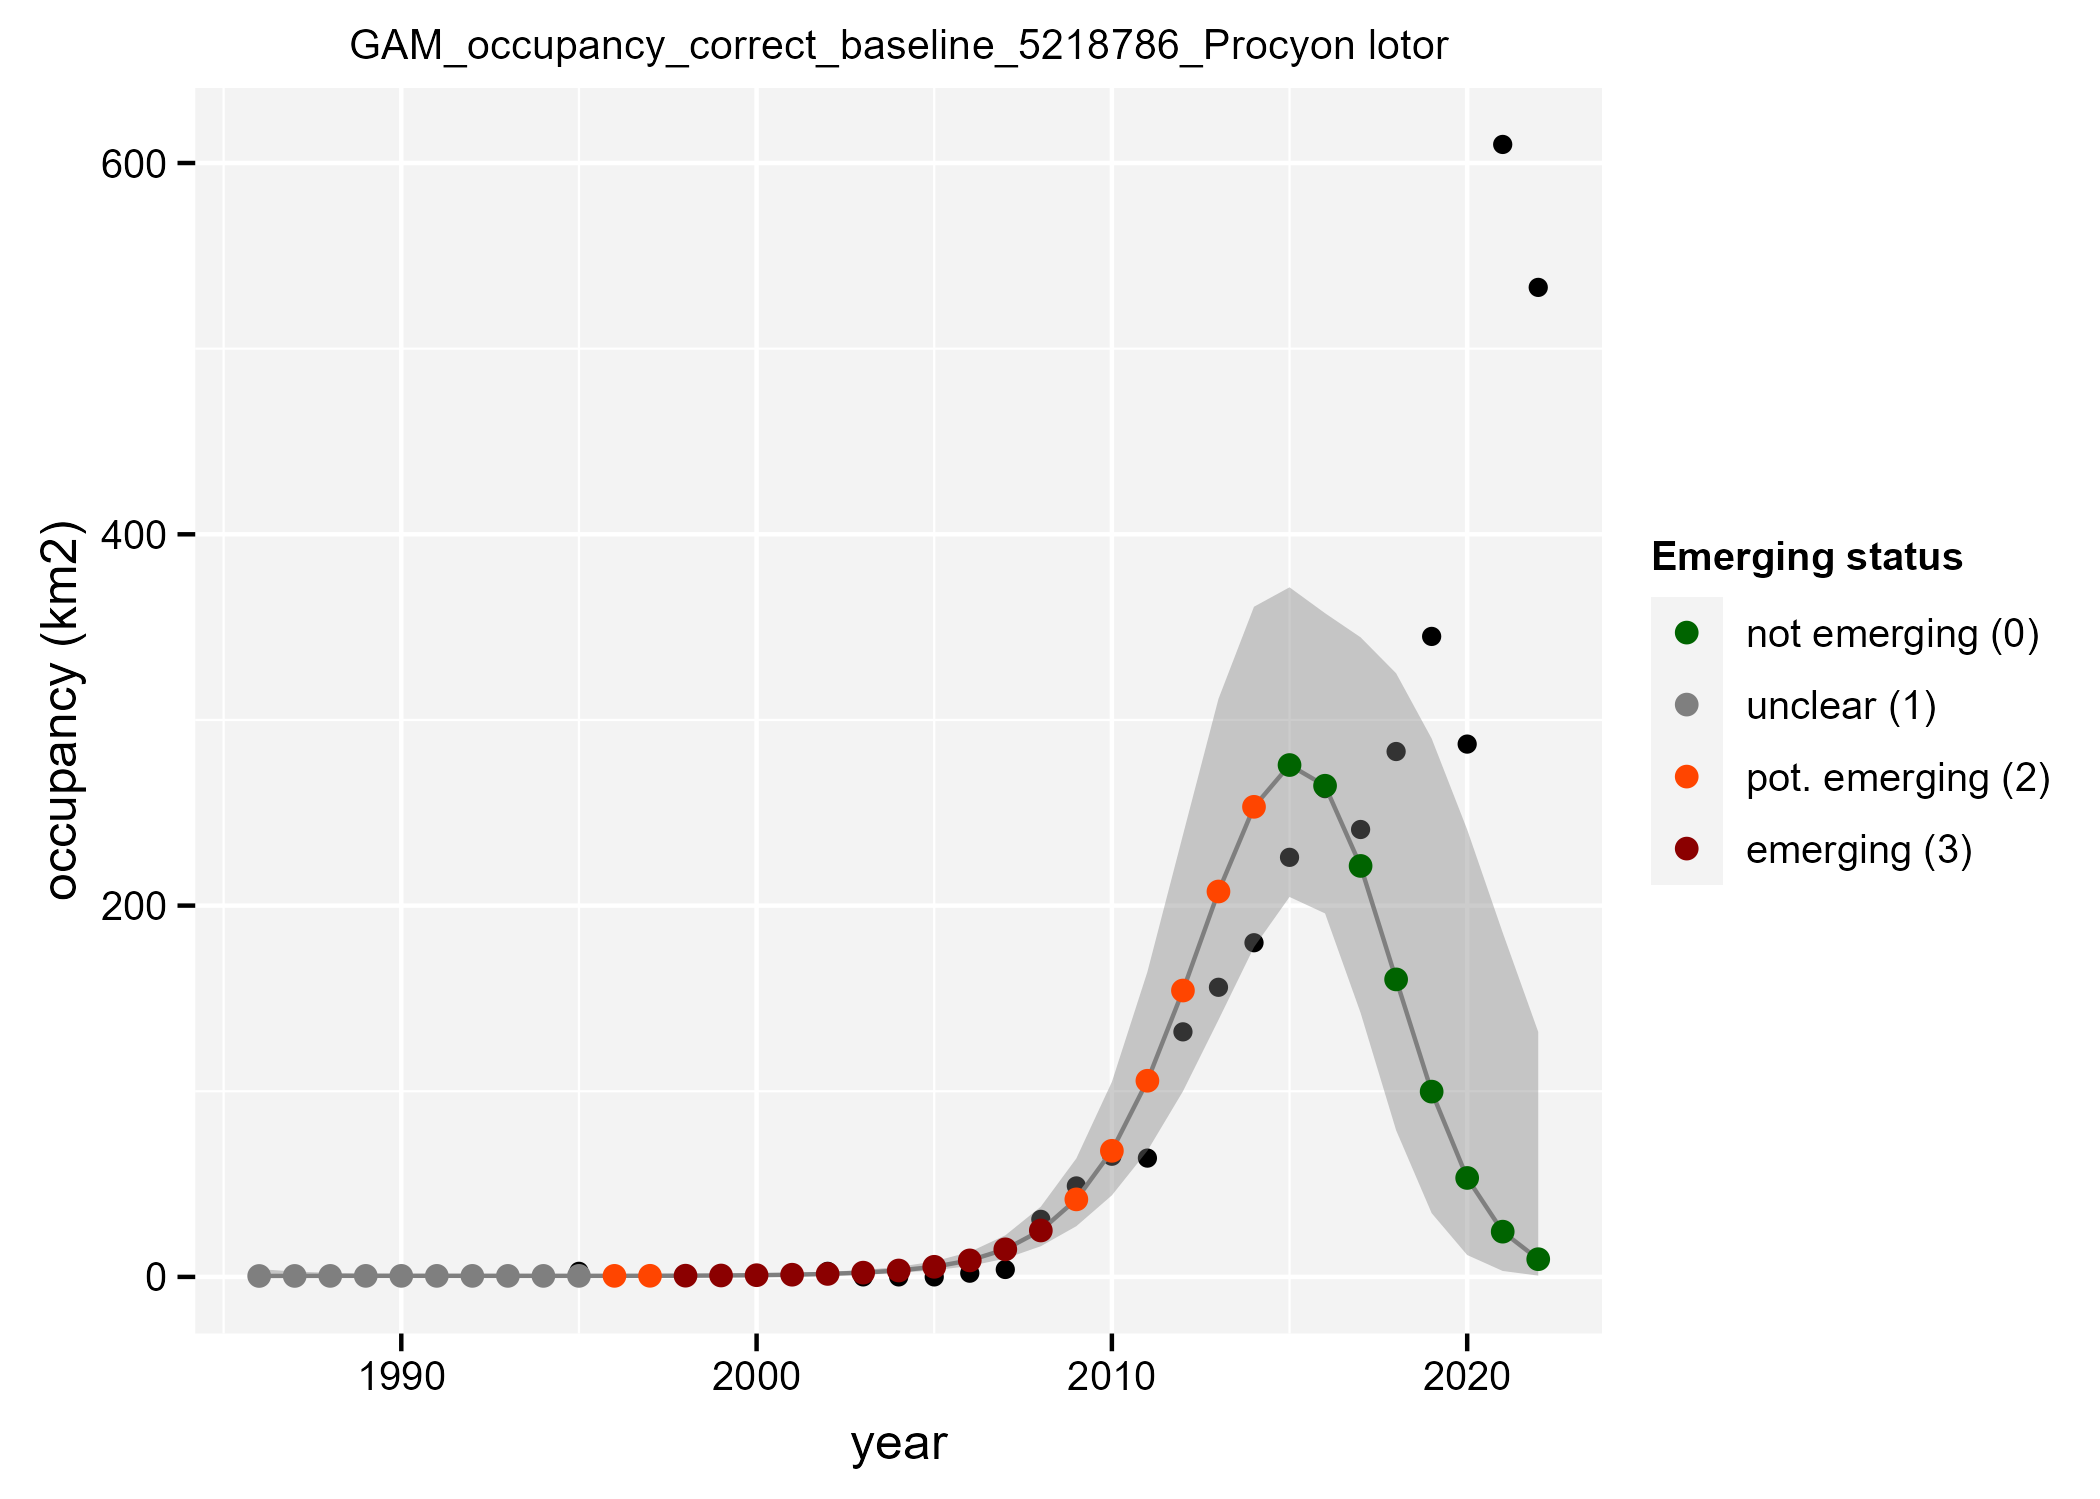 GAM_occupancy_correct_baseline_5218786_Procyon lotor
600
400
200
0
occupancy (km2)
1990
2000
2010
2020
year
Emerging status
not emerging (0)
unclear (1)
pot. emerging (2)
emerging (3)